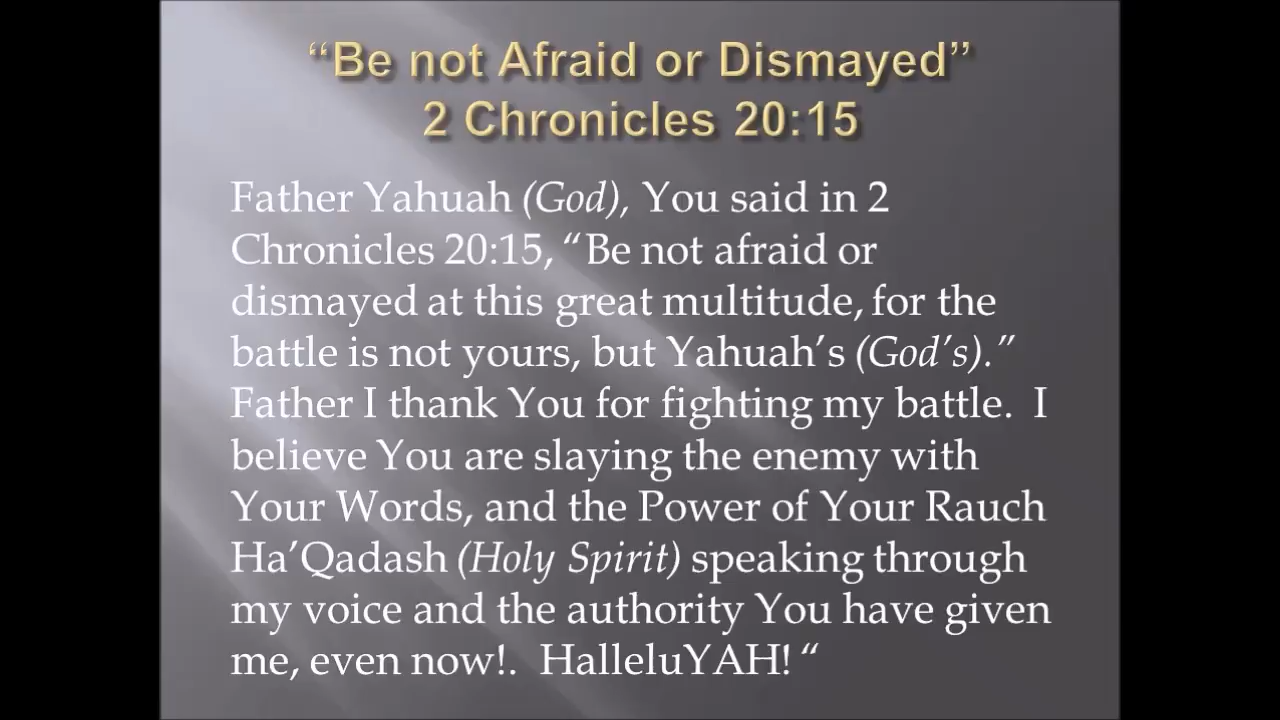 “Be not Afraid or Dismayed”
2 Chronicles 20:15
Father Yahuah (God), You said in 2
Chronicles 20:15, “Be not afraid or
dismayed at this great multitude, for the
battle is not yours, but Yahuah’s (God’s).”
Father I thank You for fighting my battle.  I
believe You are slaying the enemy with
Your Words, and the Power of Your Rauch
Ha’Qadash (Holy Spirit) speaking through
my voice and the authority You have given
me, even now!.  HalleluYAH! “